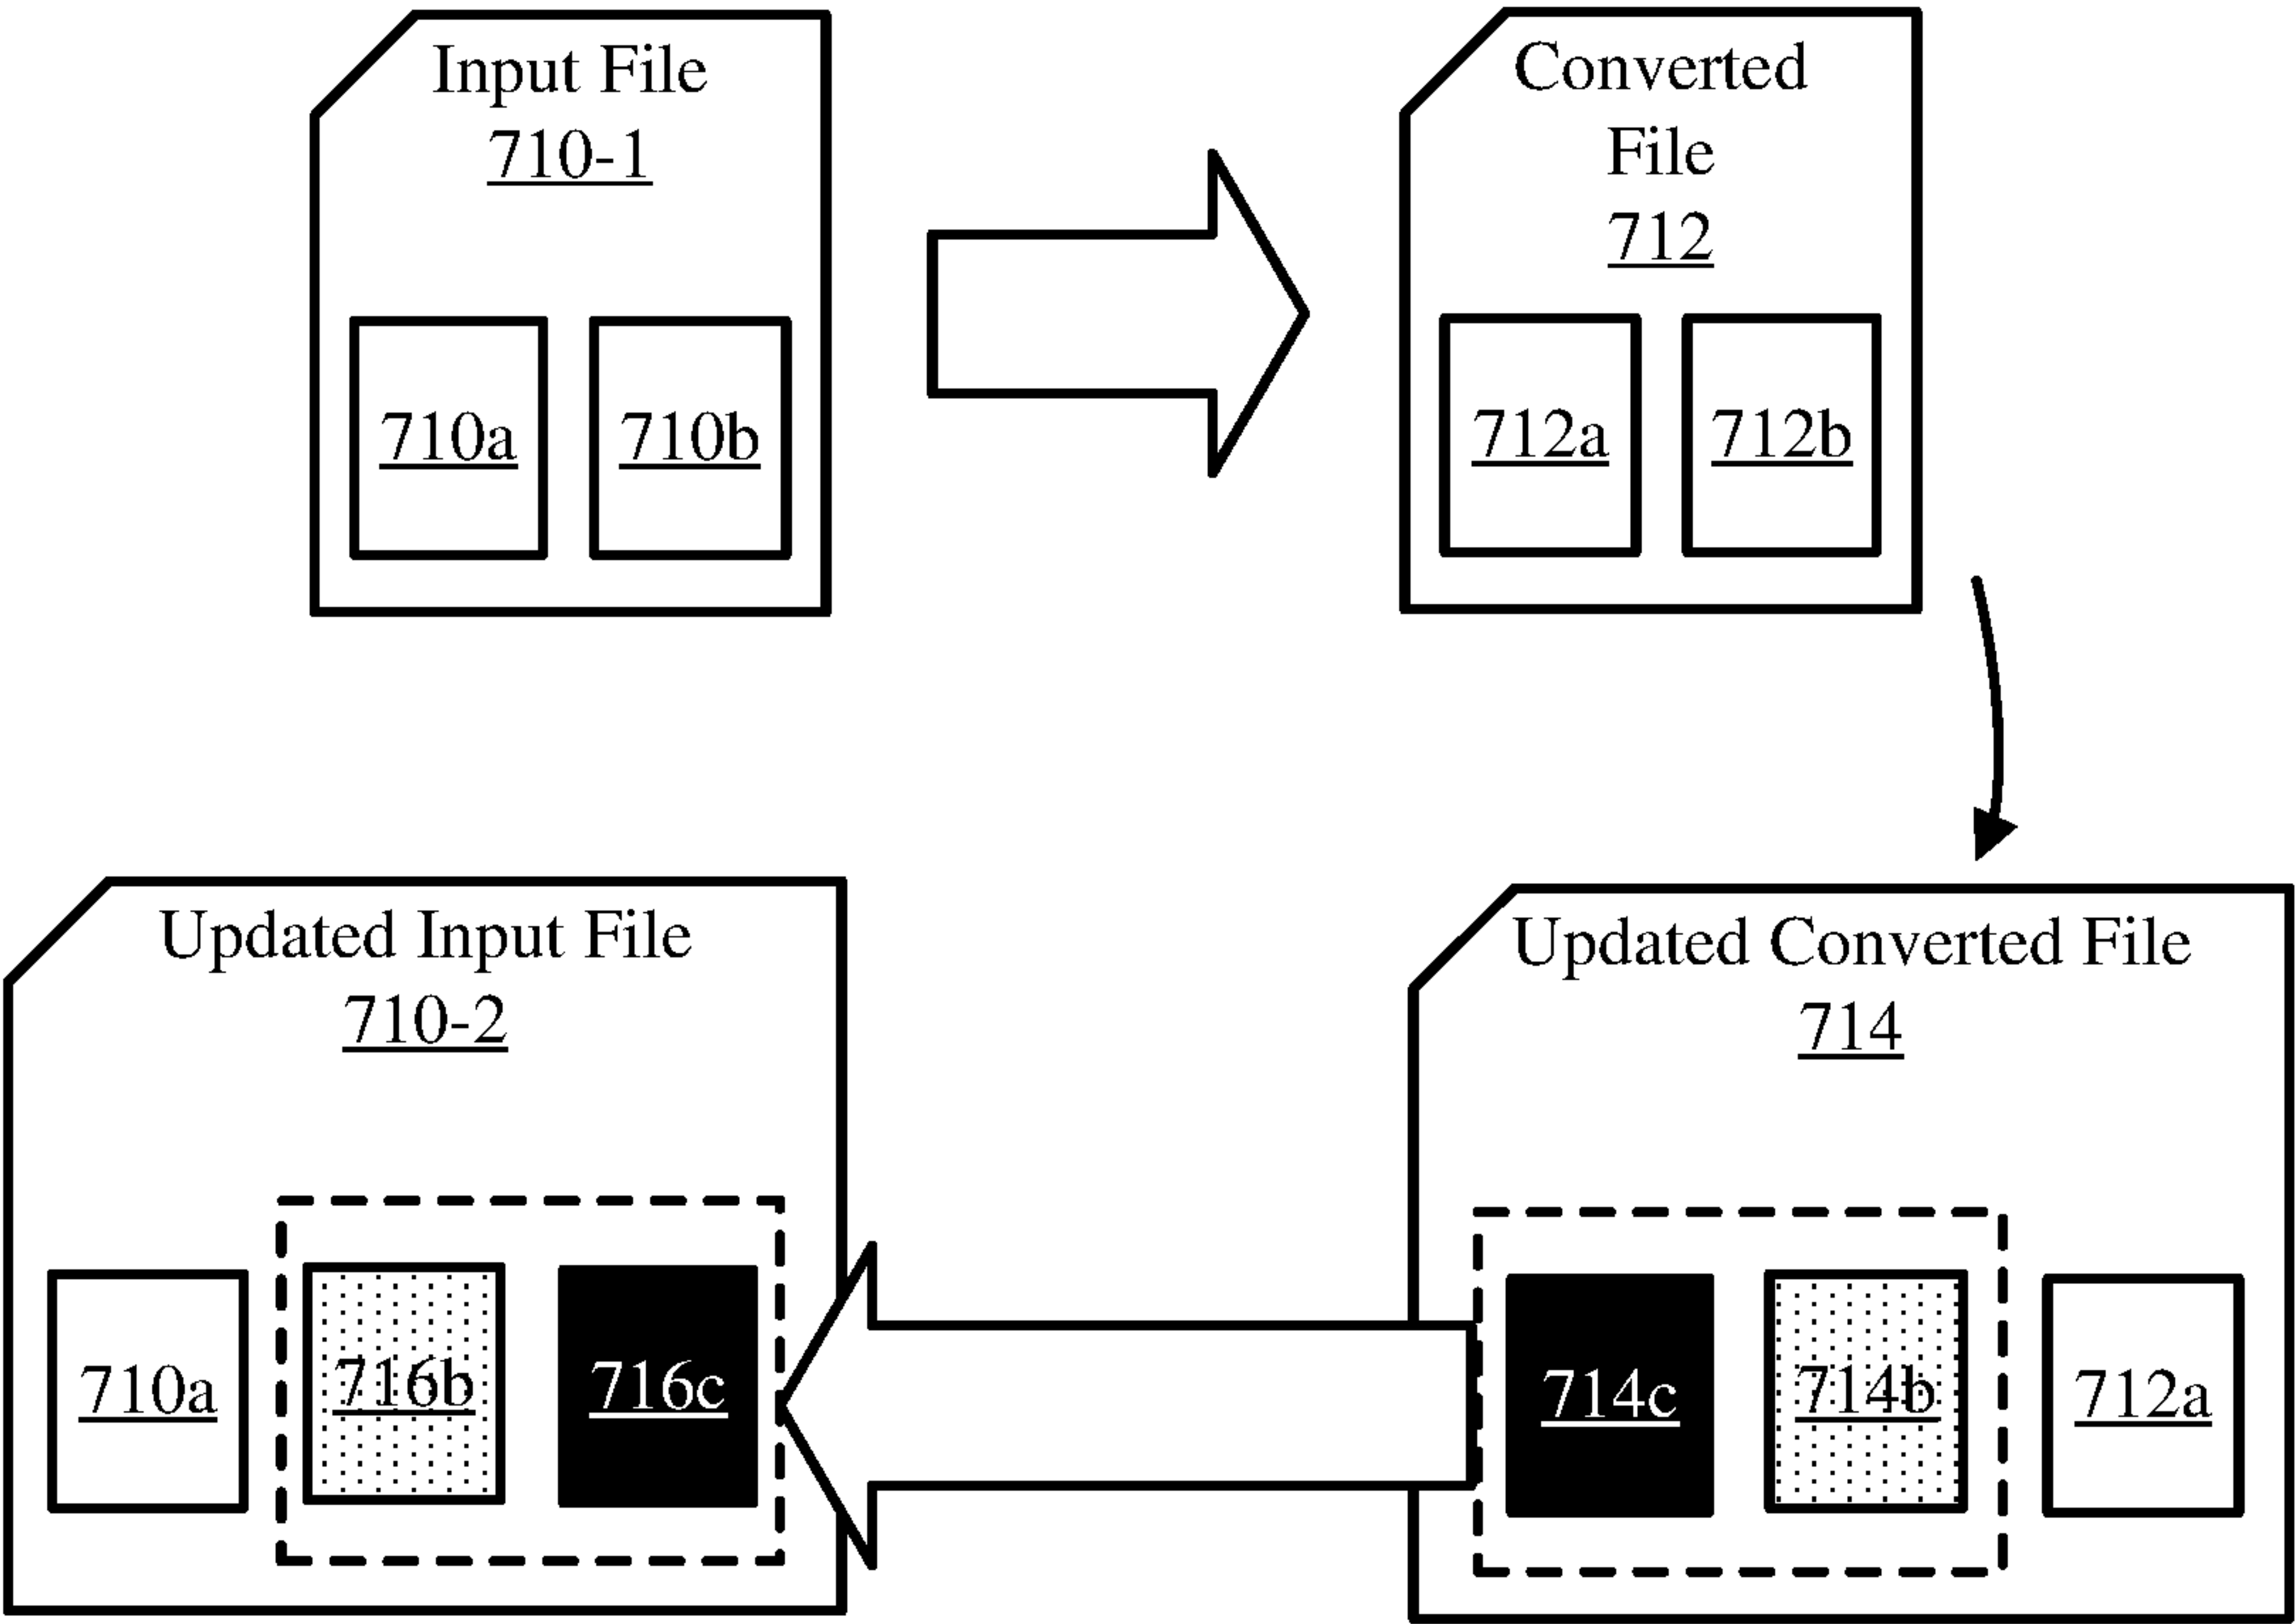 Input File
710-1
710a
710b
Converted
File
712
712a
712b
Updated Input File
710-2
710a
716b
716c
Updated Converted File
714
714c
714b
712a